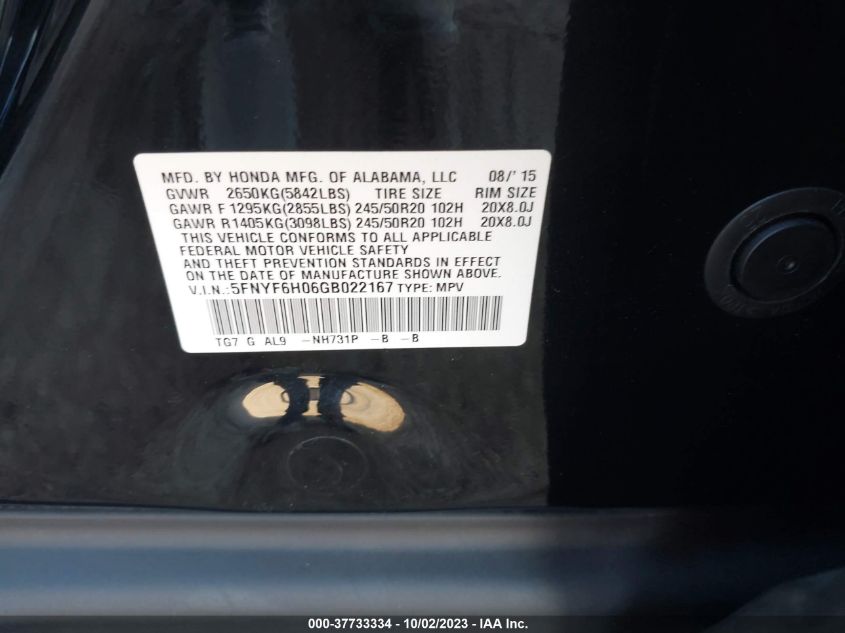 MFD. BY HONDA MFG. OF ALABAMA, LLC 08/'15
GVWR 2650KG(5842LBS) TIRE SIZE RIM SIZE
GAWR F 1295KG(2855LBS) 245/50R20 102H 20X8.0J
GAWR R1405KG(3098LBS) 245/50R20 102H 20X8.0J
THIS VEHICLE CONFORMS TO ALL APPLICABLE
FEDERAL MOTOR VEHICLE SAFETY
AND THEFT PREVENTION STANDARDS IN EFFECT
ON THE DATE OF MANUFACTURE SHOWN ABOVE.
V.I.N.:5FNYF6H06GB022167 TYPE: MPV
TG7 G AL9 -NH731P -B -B
000-37733334 - 10/02/2023 - IAA Inc.